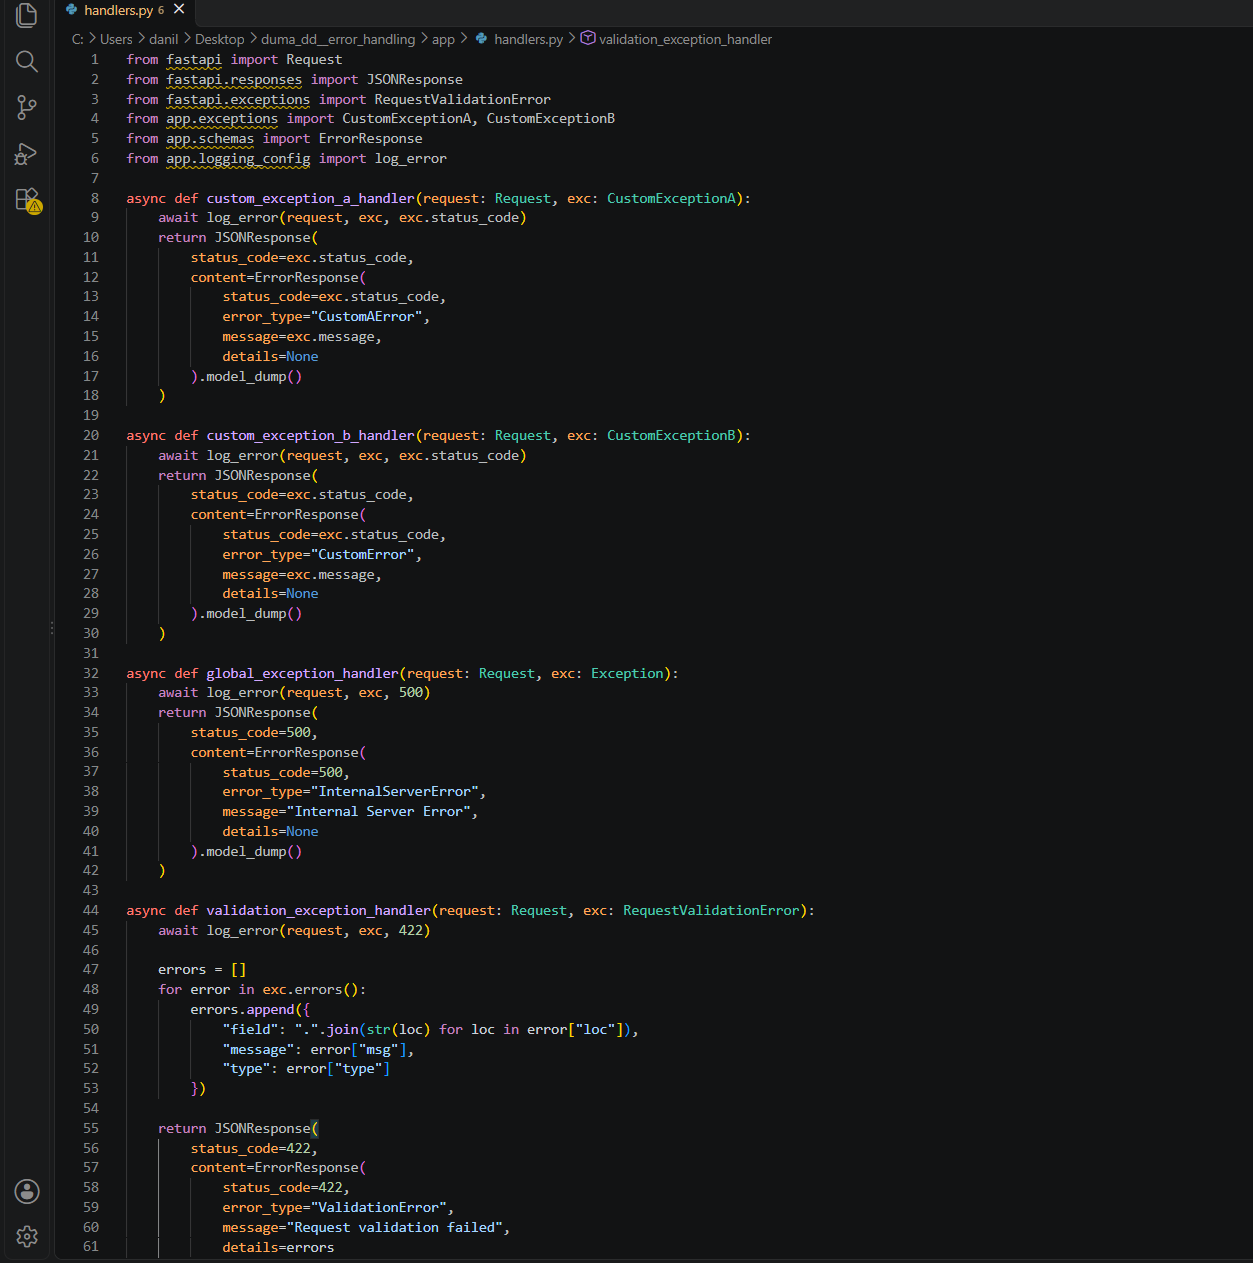 handlers.py 6 ×
C: > Users > danil > Desktop > duma_dd__error_handling > app > handlers.py > validation_exception_handler
1 from fastapi import Request
2 from fastapi.responses import JSONResponse
3 from fastapi.exceptions import RequestValidationError
4 from app.exceptions import CustomExceptionA, CustomExceptionB
5 from app.schemas import ErrorResponse
6 from app.logging_config import log_error
7
8 async def custom_exception_a_handler(request: Request, exc: CustomExceptionA):
9     await log_error(request, exc, exc.status_code)
10     return JSONResponse(
11         status_code=exc.status_code,
12         content=ErrorResponse(
13             status_code=exc.status_code,
14             error_type="CustomAError",
15             message=exc.message,
16             details=None
17         ).model_dump()
18     )
19
20 async def custom_exception_b_handler(request: Request, exc: CustomExceptionB):
21     await log_error(request, exc, exc.status_code)
22     return JSONResponse(
23         status_code=exc.status_code,
24         content=ErrorResponse(
25             status_code=exc.status_code,
26             error_type="CustomError",
27             message=exc.message,
28             details=None
29         ).model_dump()
30     )
31
32 async def global_exception_handler(request: Request, exc: Exception):
33     await log_error(request, exc, 500)
34     return JSONResponse(
35         status_code=500,
36         content=ErrorResponse(
37             status_code=500,
38             error_type="InternalServerError",
39             message="Internal Server Error",
40             details=None
41         ).model_dump()
42     )
43
44 async def validation_exception_handler(request: Request, exc: RequestValidationError):
45     await log_error(request, exc, 422)
46
47     errors = []
48     for error in exc.errors():
49         errors.append({
50             "field": ".".join(str(loc) for loc in error["loc"]),
51             "message": error["msg"],
52             "type": error["type"]
53         })
54
55     return JSONResponse(
56         status_code=422,
57         content=ErrorResponse(
58             status_code=422,
59             error_type="ValidationError",
60             message="Request validation failed",
61             details=errors